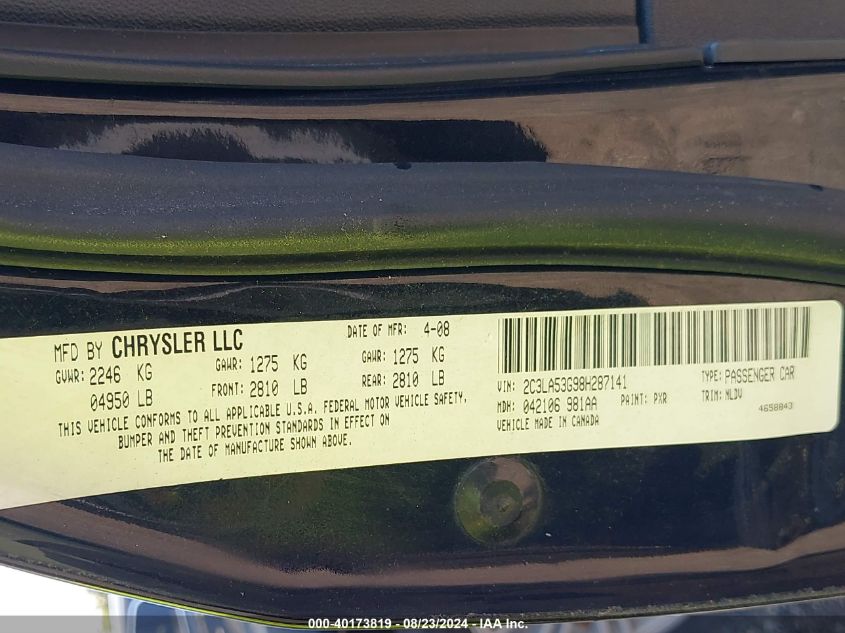 MFD BY CHRYSLER LLC
DATE OF MFR: 4-08
GVWR: 2246 KG
GAWR: 1275 KG
GAWR: 1275 KG
04950 LB
FRONT: 2810 LB
REAR: 2810 LB
THIS VEHICLE CONFORMS TO ALL APPLICABLE U.S.A. FEDERAL MOTOR VEHICLE SAFETY,
BUMPER AND THEFT PREVENTION STANDARDS IN EFFECT ON
THE DATE OF MANUFACTURE SHOWN ABOVE.
VIN: 2C3LA53G98H287141
TYPE: PASSENGER CAR
MDH: 042106 981AA
PAINT: PXR
TRIM: NLDV
VEHICLE MADE IN CANADA
4658843
000-40173819 - 08/23/2024 - IAA Inc.